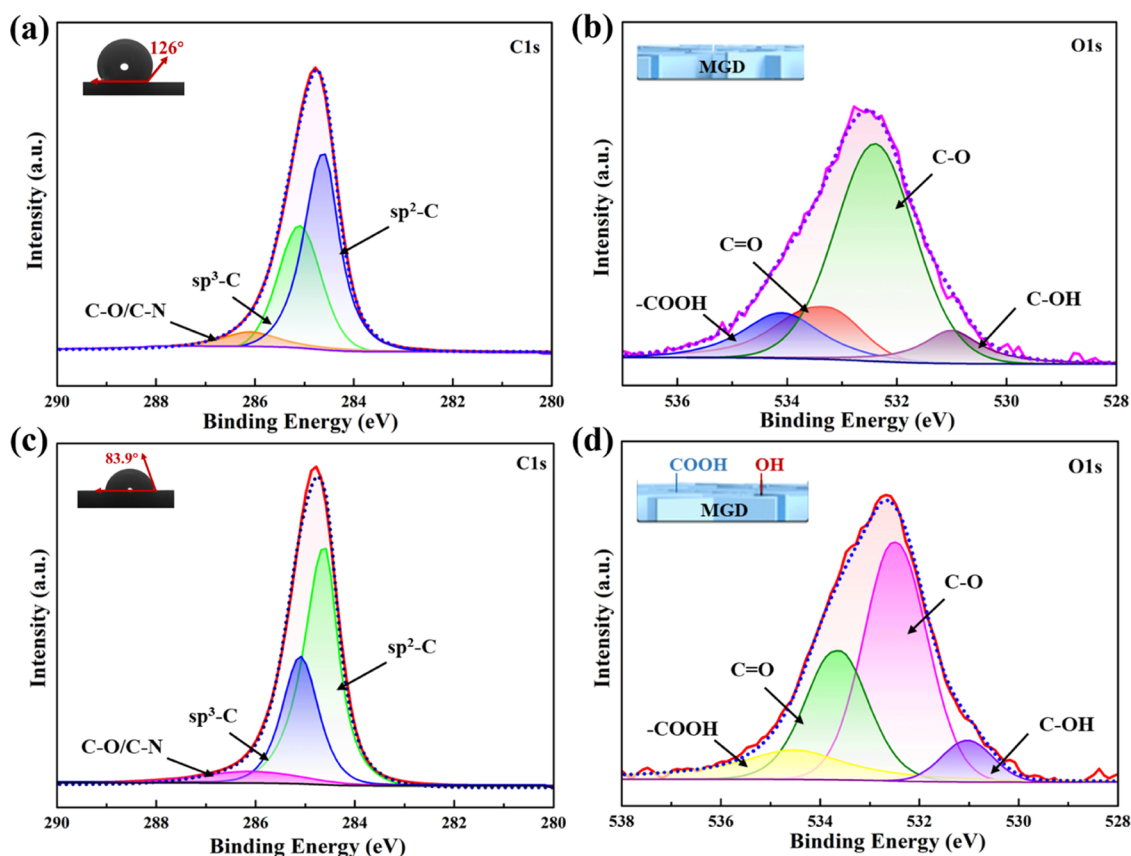 (a)
126°
C1s
sp²-C
sp³-C
C-O/C-N
Intensity (a.u.)
290 288 286 284 282 280
Binding Energy (eV)
(b)
O1s
MGD
C-O
C=O
-COOH
C-OH
Intensity (a.u.)
536 534 532 530 528
Binding Energy (eV)
(c)
83.9°
C1s
sp²-C
sp³-C
C-O/C-N
Intensity (a.u.)
290 288 286 284 282 280
Binding Energy (eV)
(d)
COOH OH
O1s
MGD
C-O
C=O
-COOH
C-OH
Intensity (a.u.)
538 536 534 532 530 528
Binding Energy (eV)